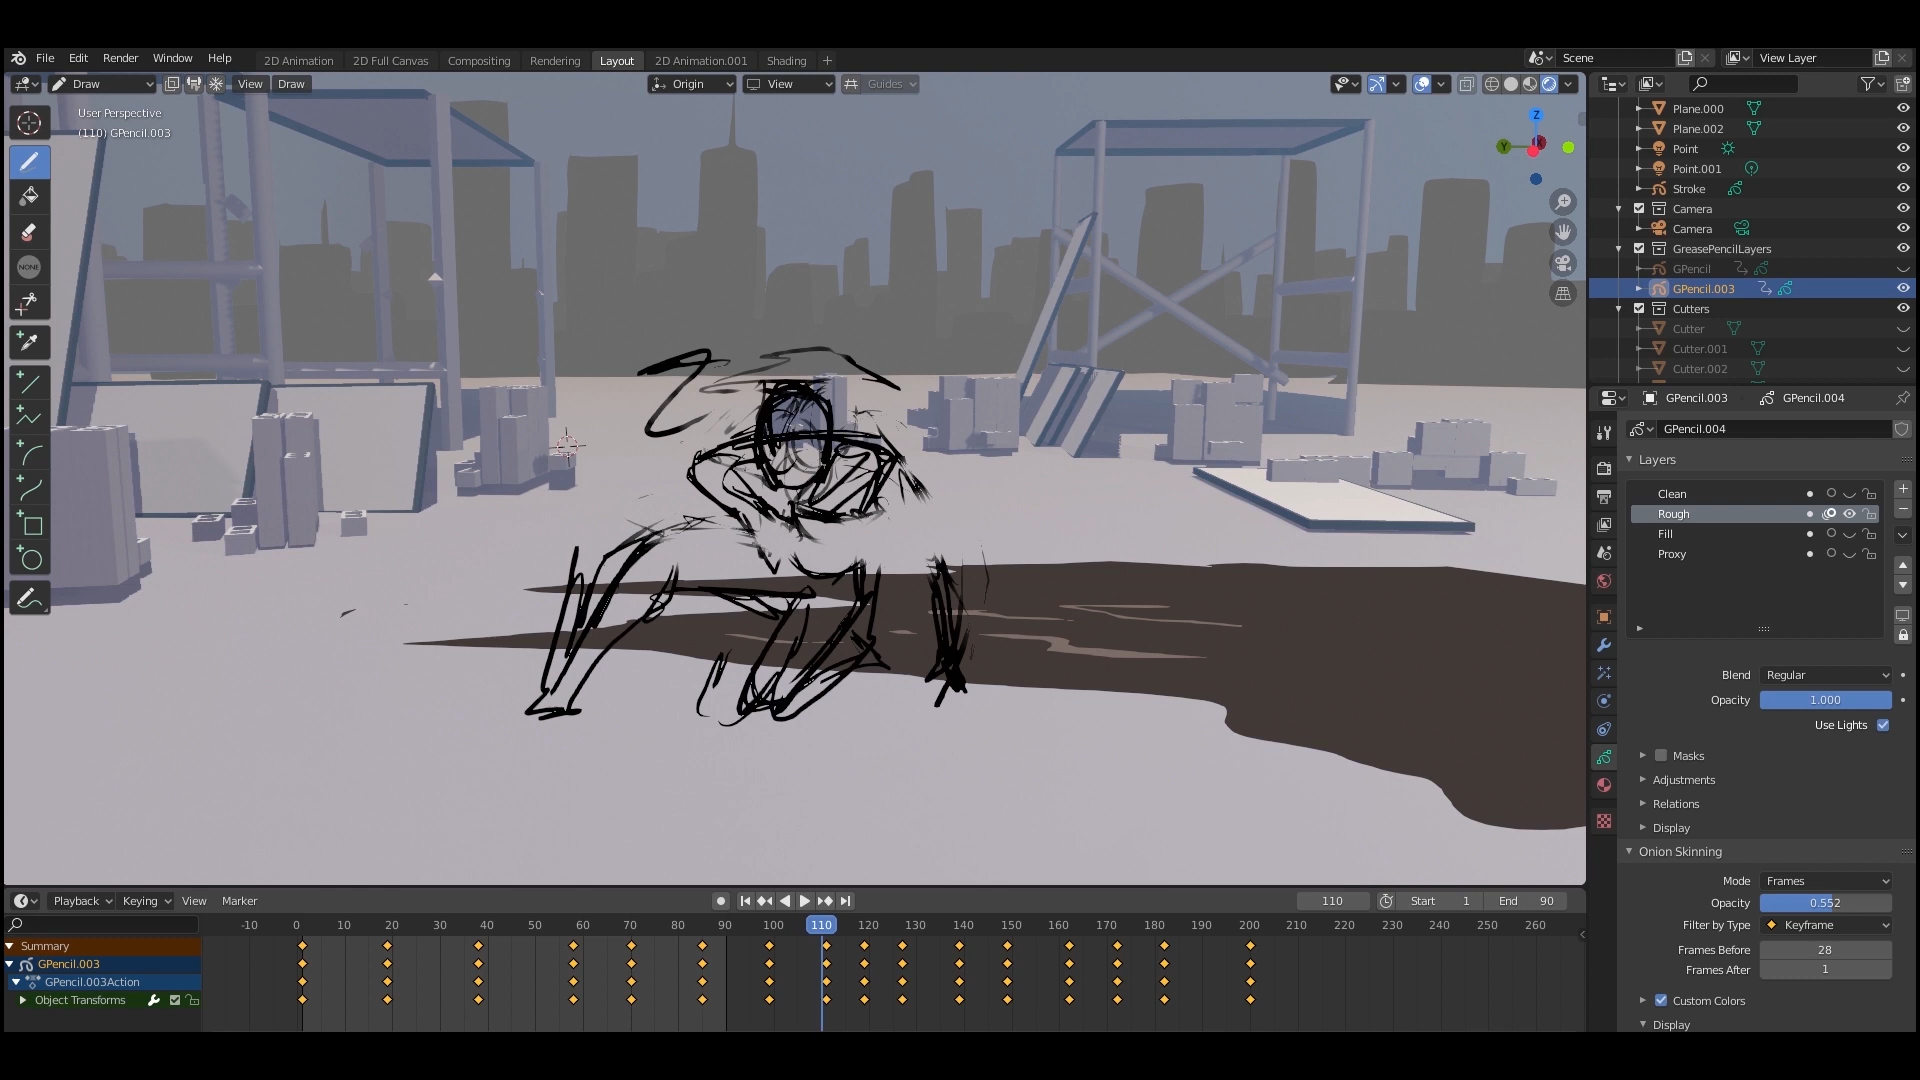 File Edit Render Window Help
2D Animation 2D Full Canvas Compositing Rendering Layout 2D Animation.001 Shading +
Scene
View Layer
Draw View Draw
Origin View Guides
User Perspective
(110) GPencil.003
Z
Y
X
NONE
Plane.000
Plane.002
Point
Point.001
Stroke
Camera
Camera
GreasePencilLayers
GPencil
GPencil.003
Cutters
Cutter
Cutter.001
Cutter.002
GPencil.003 GPencil.004
GPencil.004
Layers
Clean
Rough
Fill
Proxy
Blend Regular
Opacity 1.000
Use Lights
Masks
Adjustments
Relations
Display
Onion Skinning
Mode Frames
Opacity 0.552
Filter by Type Keyframe
Frames Before 28
Frames After 1
Custom Colors
Display
Playback Keying View Marker
110 Start 1 End 90
-10 0 10 20 30 40 50 60 70 80 90 100 110 120 130 140 150 160 170 180 190 200 210 220 230 240 250 260
Summary
GPencil.003
GPencil.003Action
Object Transforms